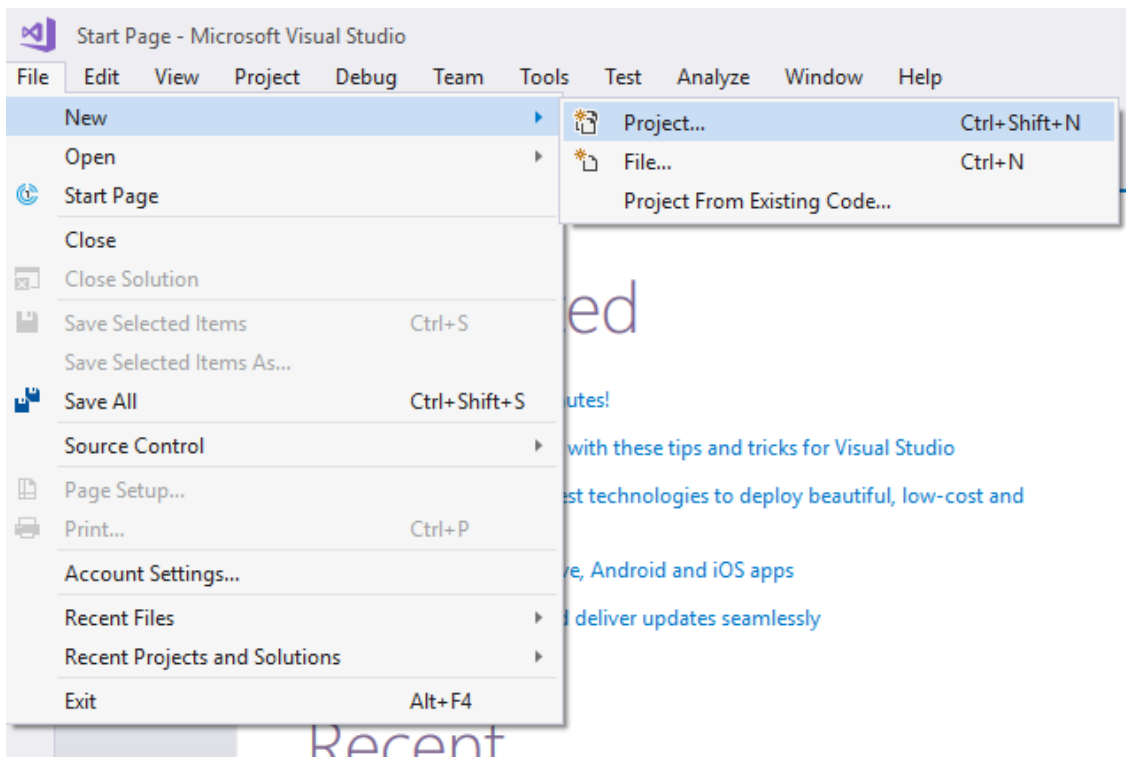 Start Page - Microsoft Visual Studio
File Edit View Project Debug Team Tools Test Analyze Window Help
New
Open
Start Page
Close
Close Solution
Save Selected Items Ctrl+S
Save Selected Items As...
Save All Ctrl+Shift+S
Source Control
Page Setup...
Print... Ctrl+P
Account Settings...
Recent Files
Recent Projects and Solutions
Exit Alt+F4
Project... Ctrl+Shift+N
File... Ctrl+N
Project From Existing Code...
with these tips and tricks for Visual Studio
technologies to deploy beautiful, low-cost and
Android and iOS apps
deliver updates seamlessly
Recent